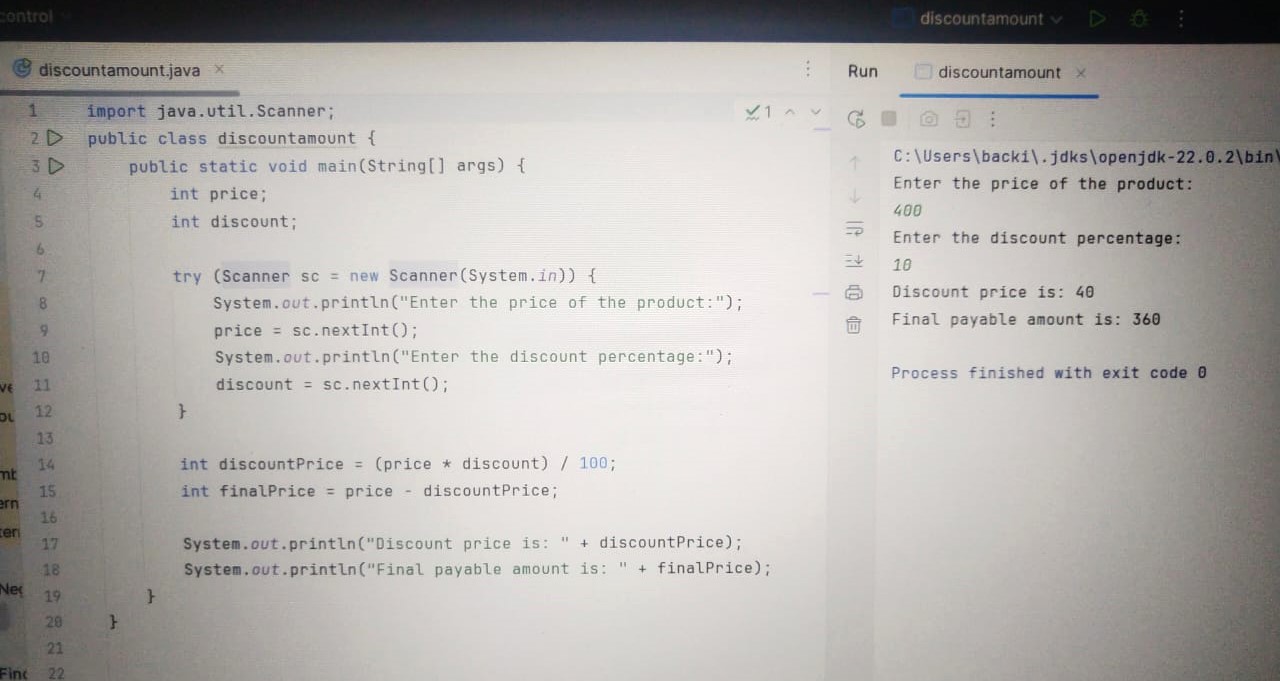 control
discountamount
discountamount.java
Run
discountamount
1
1 import java.util.Scanner;
2 public class discountamount {
3 public static void main(String[] args) {
4 int price;
5 int discount;
6
7 try (Scanner sc = new Scanner(System.in)) {
8 System.out.println("Enter the price of the product:");
9 price = sc.nextInt();
10 System.out.println("Enter the discount percentage:");
11 discount = sc.nextInt();
12 }
13
14 int discountPrice = (price * discount) / 100;
15 int finalPrice = price - discountPrice;
16
17 System.out.println("Discount price is: " + discountPrice);
18 System.out.println("Final payable amount is: " + finalPrice);
19 }
20 }
21
22
C:\Users\backi\.jdks\openjdk-22.0.2\bin\
Enter the price of the product:
400
Enter the discount percentage:
10
Discount price is: 40
Final payable amount is: 360
Process finished with exit code 0